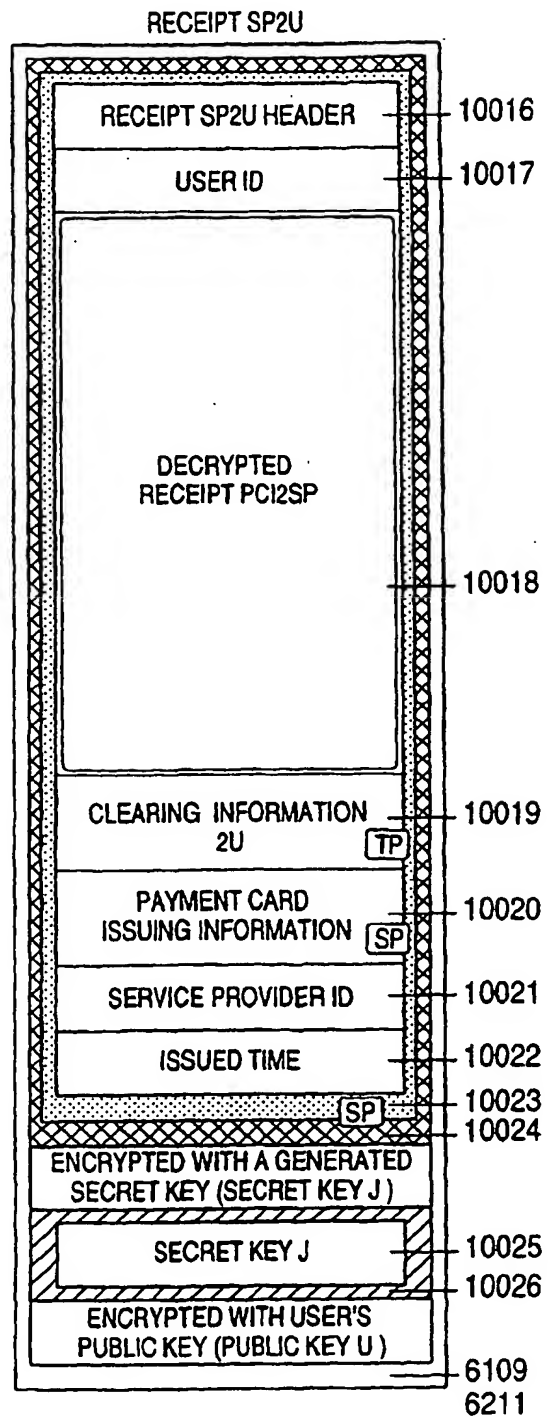 RECEIPT SP2U
RECEIPT SP2U HEADER
10016
USER ID
10017
DECRYPTED
RECEIPT PCI2SP
10018
CLEARING INFORMATION
2U
TP
10019
PAYMENT CARD
ISSUING INFORMATION
SP
10020
SERVICE PROVIDER ID
10021
ISSUED TIME
10022
SP
10023
10024
ENCRYPTED WITH A GENERATED
SECRET KEY (SECRET KEY J )
SECRET KEY J
10025
10026
ENCRYPTED WITH USER'S
PUBLIC KEY (PUBLIC KEY U )
6109
6211